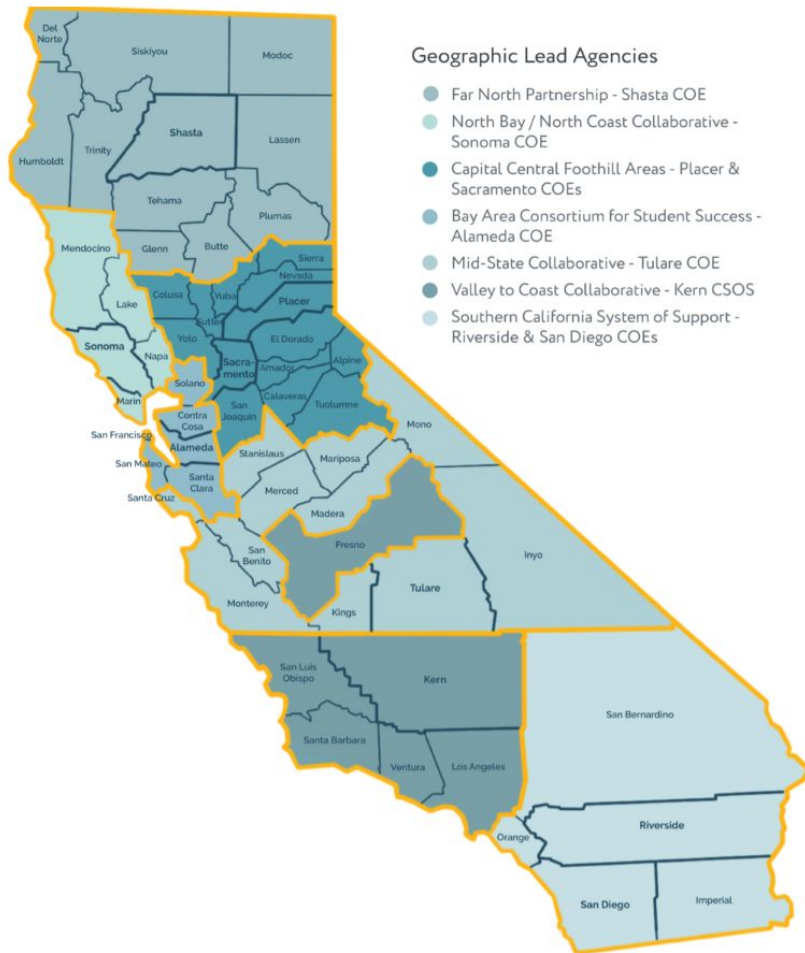 Del
Norte
Siskiyou
Modoc
Geographic Lead Agencies
Far North Partnership - Shasta COE
North Bay / North Coast Collaborative -
Sonoma COE
Capital Central Foothill Areas - Placer &
Sacramento COEs
Bay Area Consortium for Student Success -
Alameda COE
Mid-State Collaborative - Tulare COE
Valley to Coast Collaborative - Kern CSOS
Southern California System of Support -
Riverside & San Diego COEs
Shasta
Trinity
Lassen
Humboldt
Tehama
Plumas
Glenn
Butte
Mendocino
Sierra
Nevada
Colusa
Yuba
Placer
Lake
Sutter
Yolo
El Dorado
Sonoma
Napa
Sacra-
mento
Alpine
Amador
Solano
Calaveras
Marin
San
Joaquin
Tuolumne
Contra
Cosa
Mono
San Francisco
Alameda
Stanislaus
Mariposa
San Mateo
Santa
Clara
Merced
Santa Cruz
Madera
Fresno
San
Benito
Inyo
Tulare
Monterey
Kings
San Luis
Obispo
Kern
San Bernardino
Santa Barbara
Ventura
Los Angeles
Orange
Riverside
San Diego
Imperial